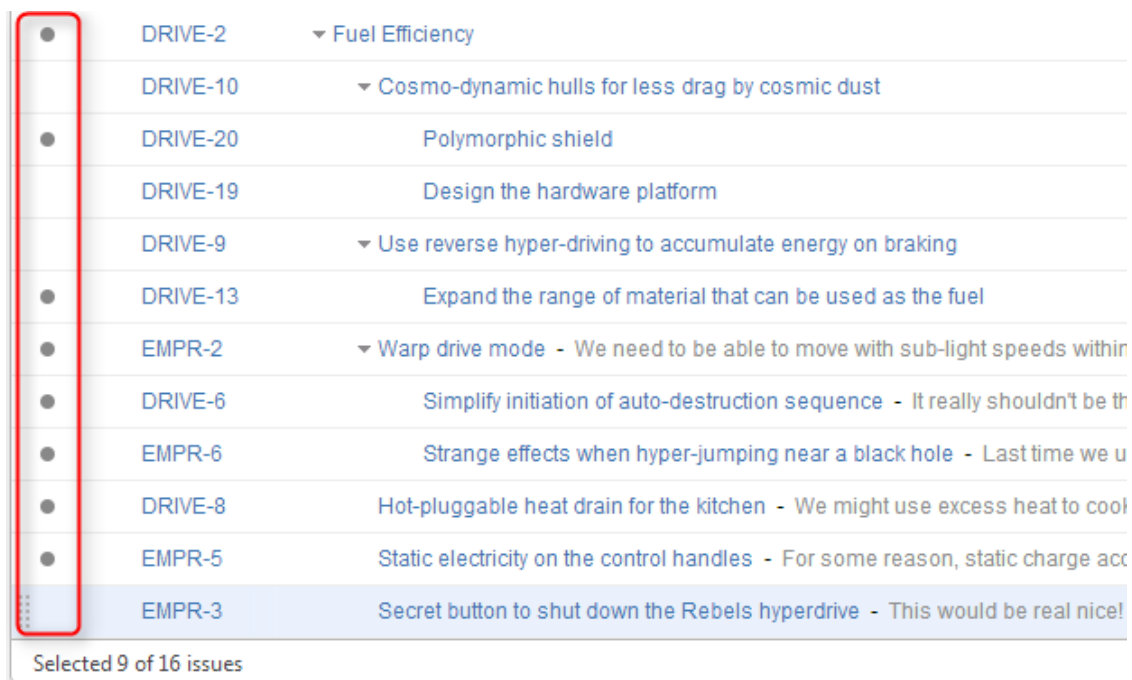 DRIVE-2 Fuel Efficiency
DRIVE-10 Cosmo-dynamic hulls for less drag by cosmic dust
DRIVE-20 Polymorphic shield
DRIVE-19 Design the hardware platform
DRIVE-9 Use reverse hyper-driving to accumulate energy on braking
DRIVE-13 Expand the range of material that can be used as the fuel
EMPR-2 Warp drive mode - We need to be able to move with sub-light speeds within
DRIVE-6 Simplify initiation of auto-destruction sequence - It really shouldn't be th
EMPR-6 Strange effects when hyper-jumping near a black hole - Last time we u
DRIVE-8 Hot-pluggable heat drain for the kitchen - We might use excess heat to cook
EMPR-5 Static electricity on the control handles - For some reason, static charge acc
EMPR-3 Secret button to shut down the Rebels hyperdrive - This would be real nice!
Selected 9 of 16 issues